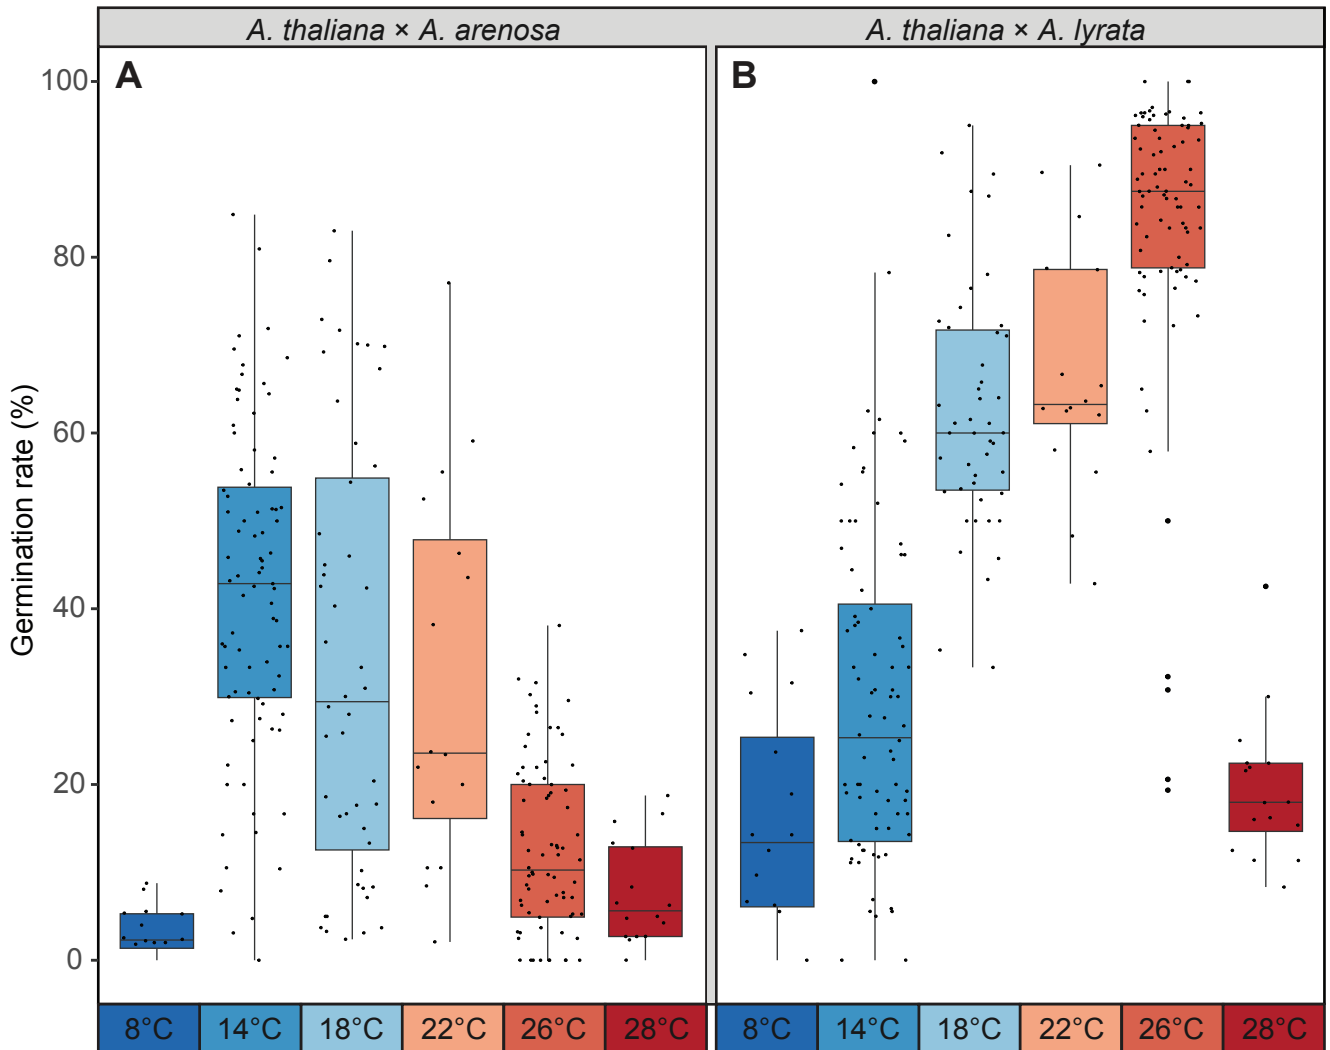 A. thaliana × A. arenosa
A. thaliana × A. lyrata
A
B
Germination rate (%)
100
80
60
40
20
0
8°C 14°C 18°C 22°C 26°C 28°C
8°C 14°C 18°C 22°C 26°C 28°C